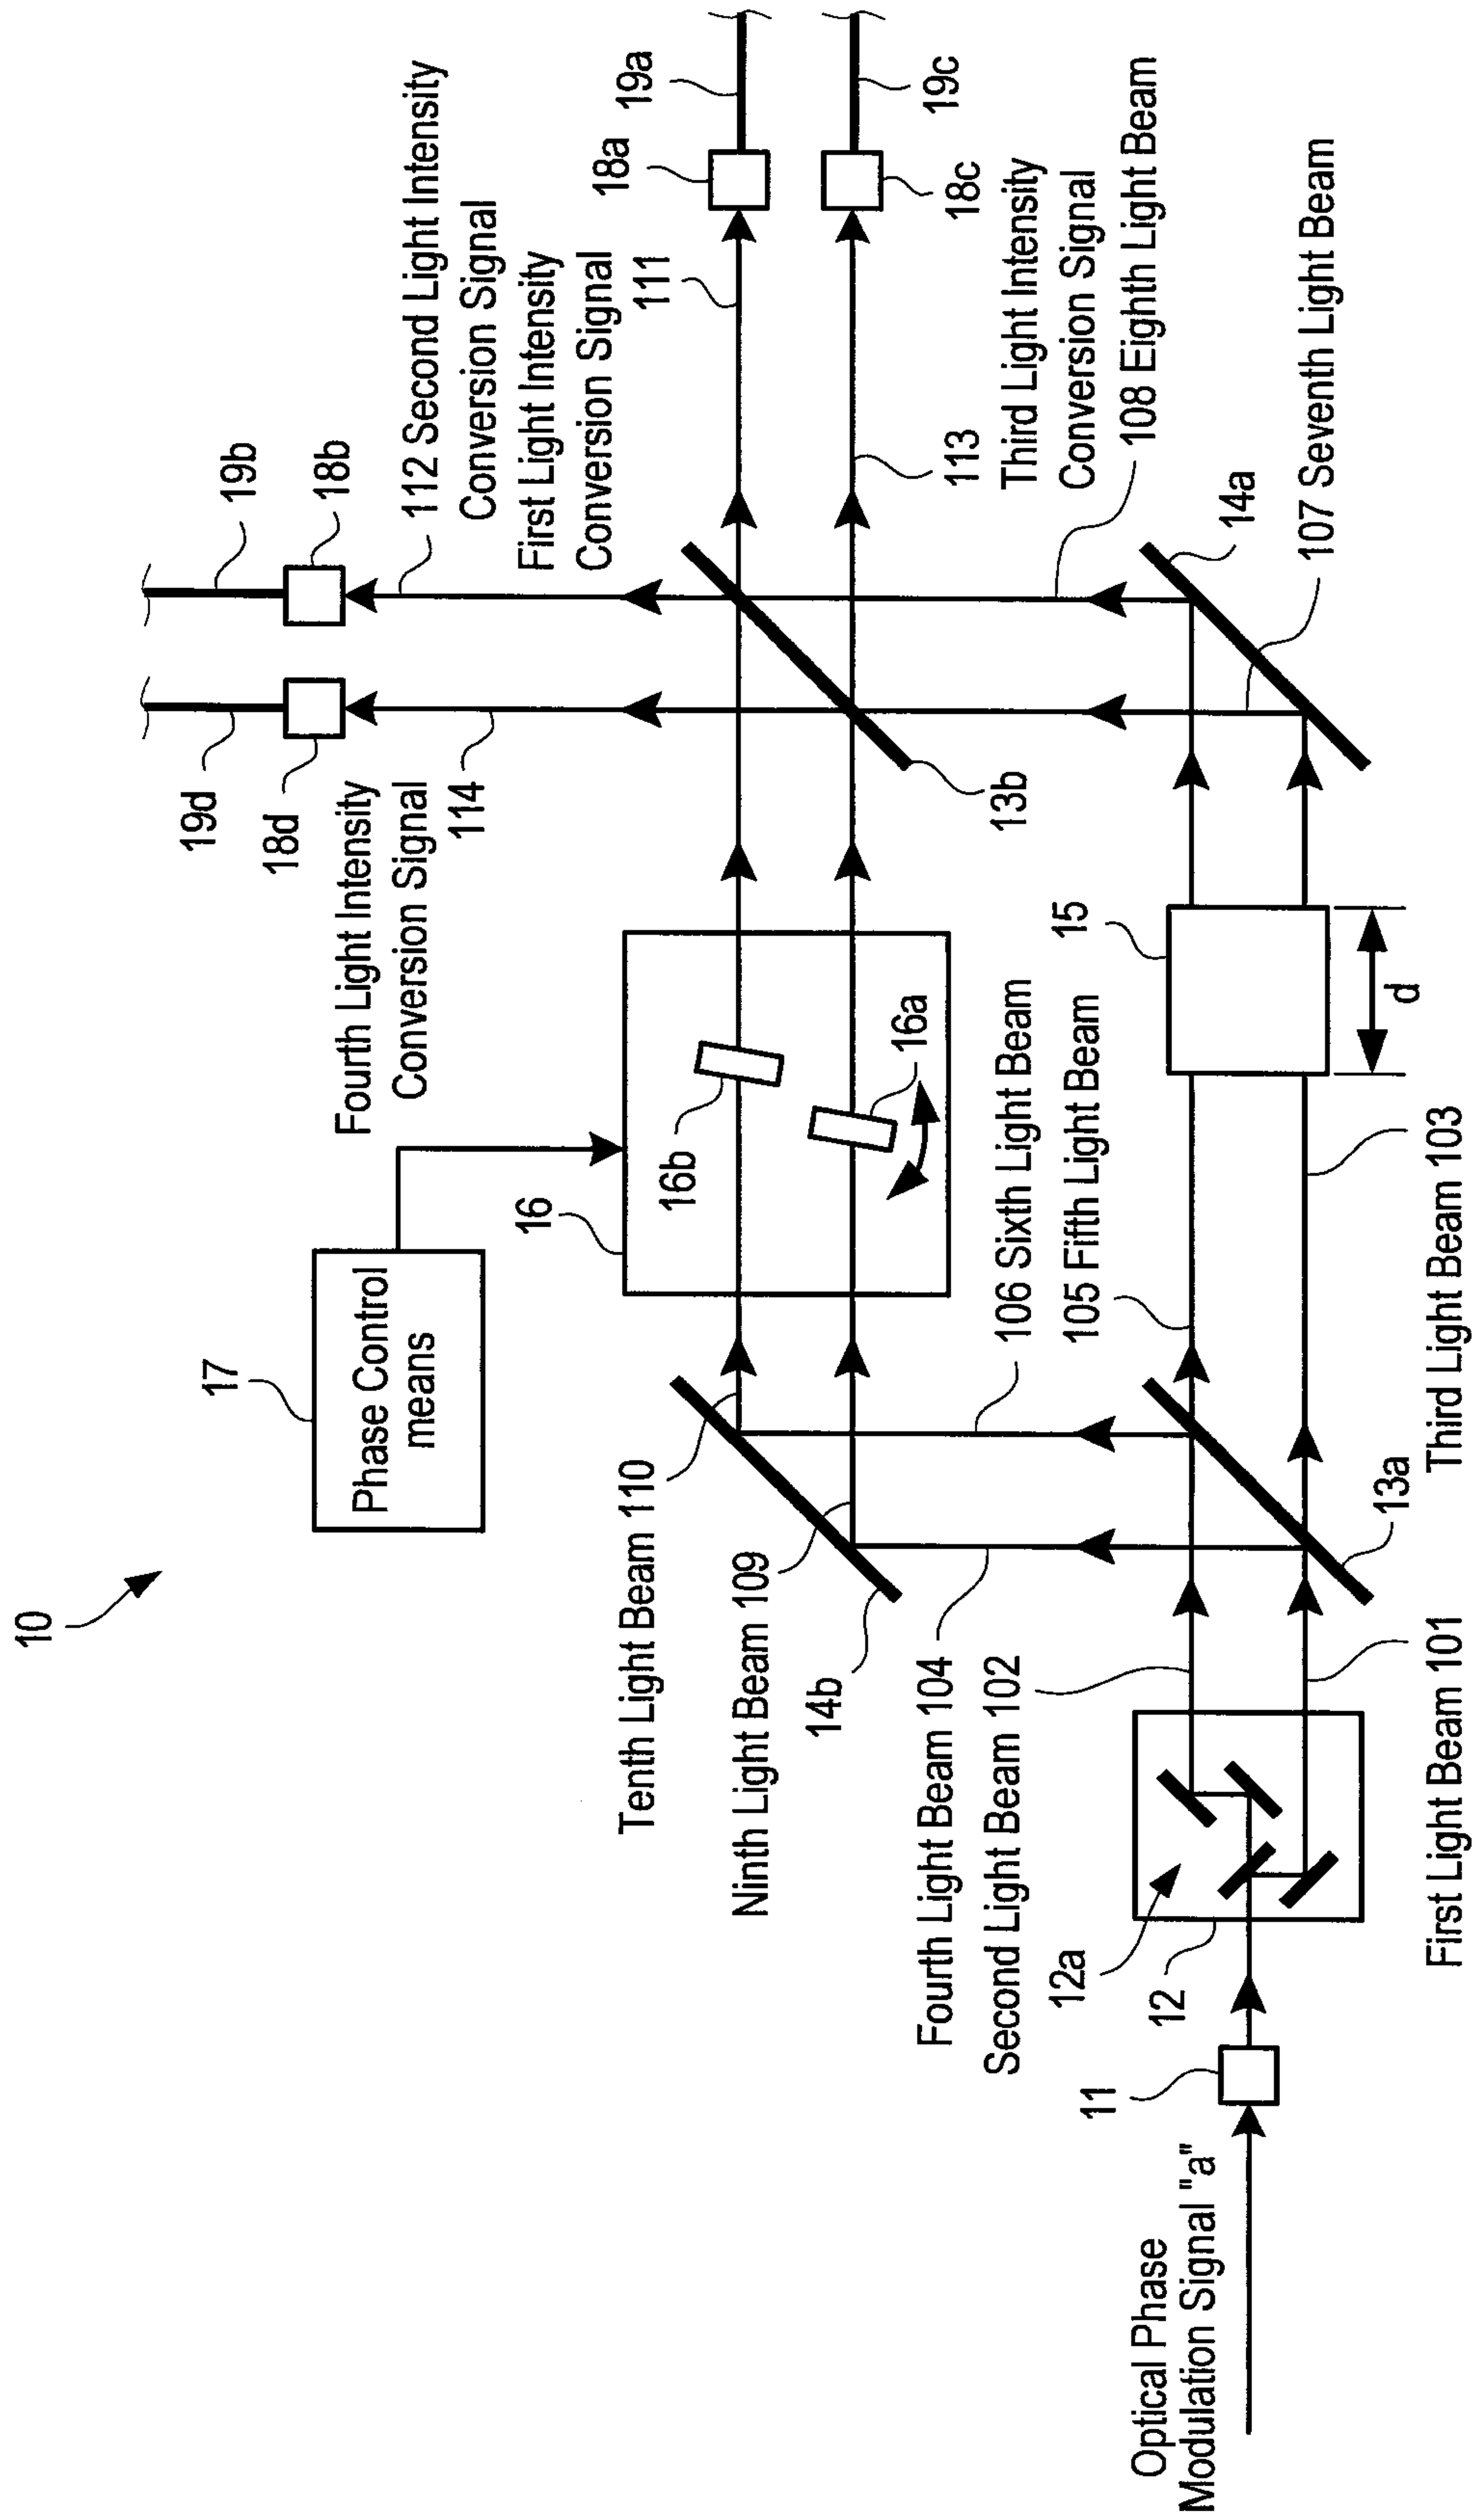 10
17
Phase Control
means
16
16b
16a
Tenth Light Beam 110
Ninth Light Beam 109
14b
Fourth Light Beam 104
Second Light Beam 102
12a
12
11
Optical Phase
Modulation Signal "a"
First Light Beam 101
13a
Third Light Beam 103
106 Sixth Light Beam
105 Fifth Light Beam
15
d
19d
18d
Fourth Light Intensity
Conversion Signal
114
13b
19b
18b
112 Second Light Intensity
Conversion Signal
First Light Intensity
Conversion Signal
111
18a
19a
19c
18c
113
Third Light Intensity
Conversion Signal
108 Eighth Light Beam
14a
107 Seventh Light Beam